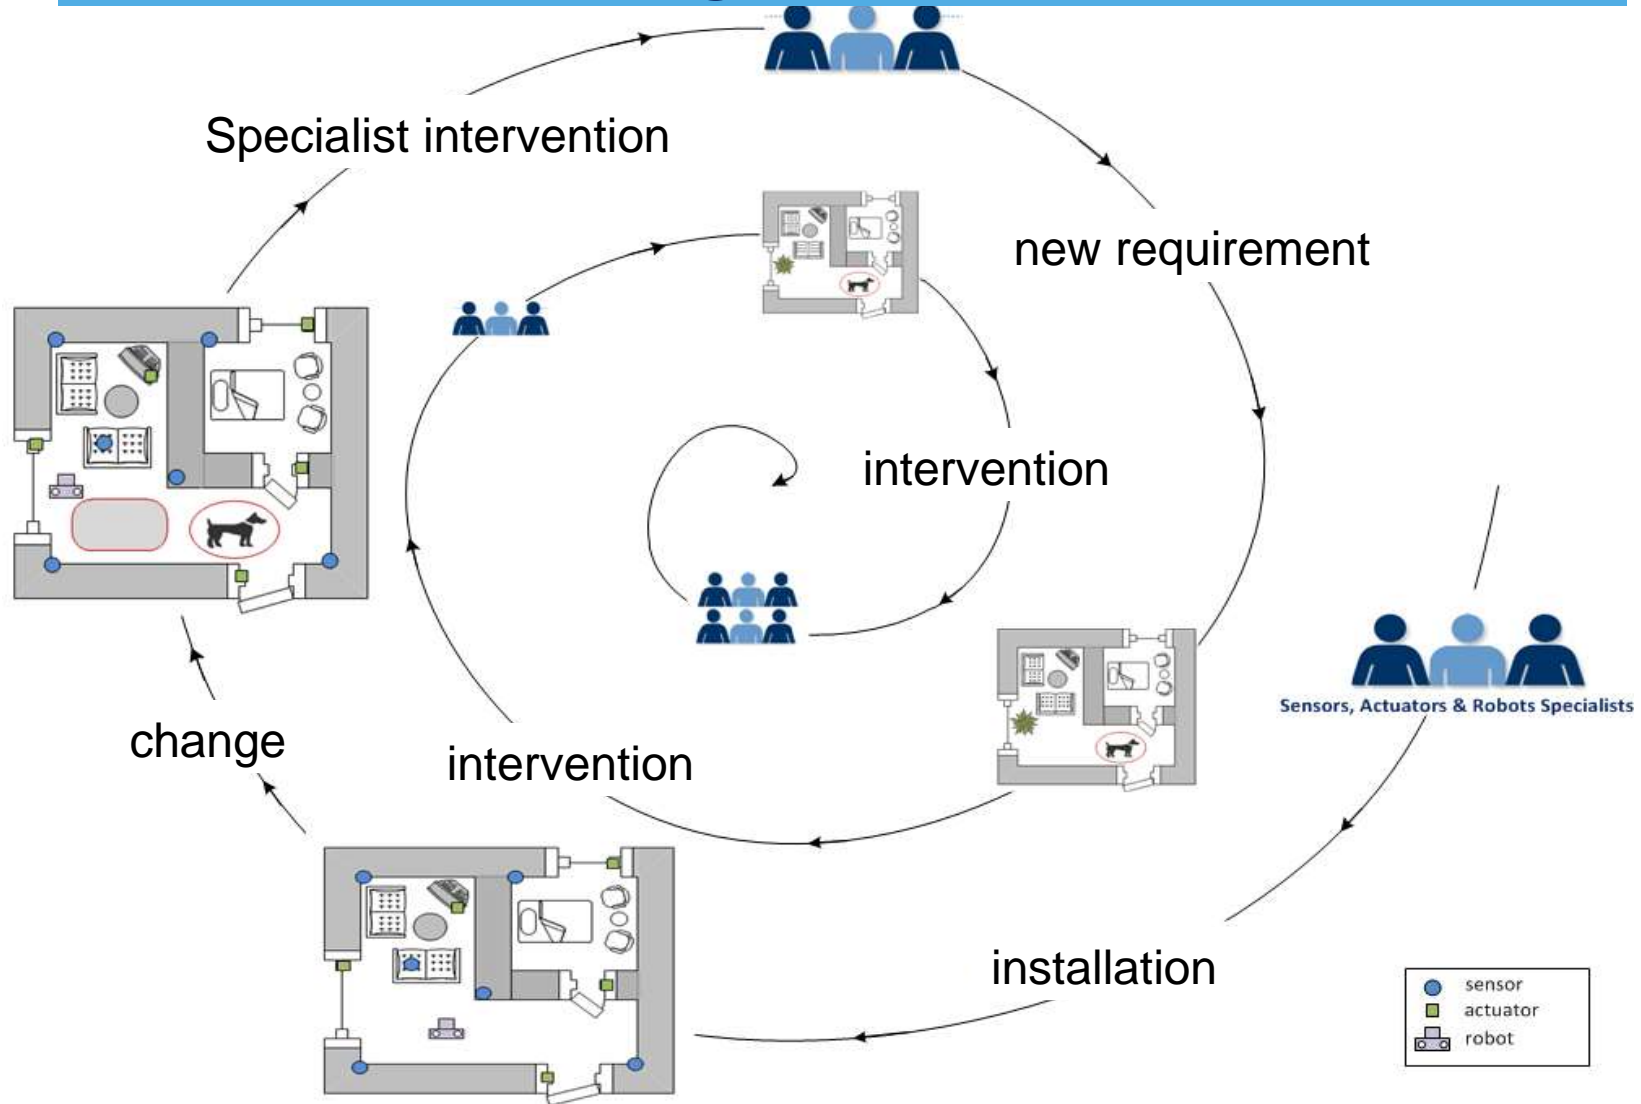 Specialist intervention
new requirement
intervention
Sensors, Actuators & Robots Specialists
change
intervention
installation
sensor
actuator
robot